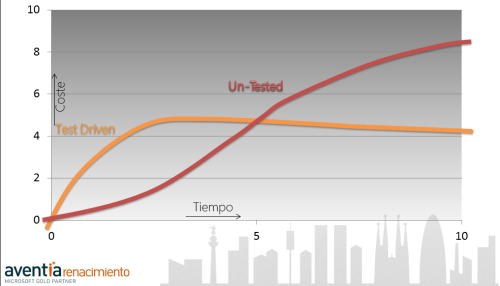 10
8
6
4
2
0
Coste
Un-Tested
Test Driven
Tiempo
0
5
10
aventia renacimiento
MICROSOFT GOLD PARTNER